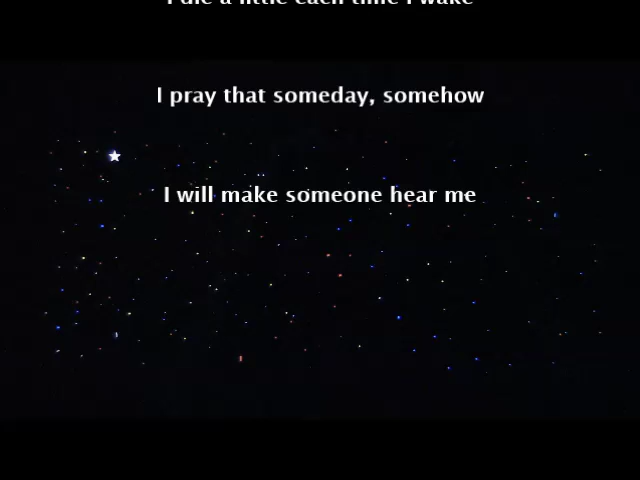 I die a little each time I wake
I pray that someday, somehow
I will make someone hear me